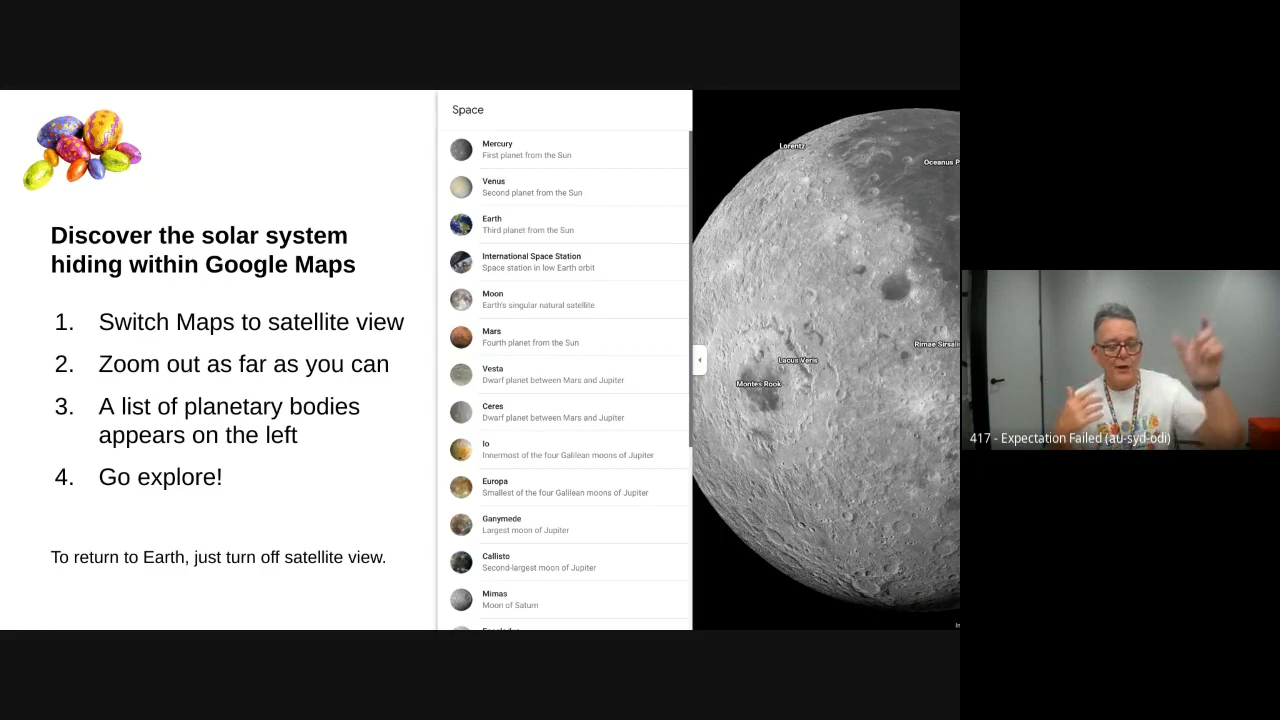 Discover the solar system
hiding within Google Maps
1. Switch Maps to satellite view
2. Zoom out as far as you can
3. A list of planetary bodies
appears on the left
4. Go explore!
To return to Earth, just turn off satellite view.
Space
Mercury
First planet from the Sun
Venus
Second planet from the Sun
Earth
Third planet from the Sun
International Space Station
Space station in low Earth orbit
Moon
Earth's singular natural satellite
Mars
Fourth planet from the Sun
Vesta
Dwarf planet between Mars and Jupiter
Ceres
Dwarf planet between Mars and Jupiter
Io
Innermost of the four Galilean moons of Jupiter
Europa
Smallest of the four Galilean moons of Jupiter
Ganymede
Largest moon of Jupiter
Callisto
Second-largest moon of Jupiter
Mimas
Moon of Saturn
Lorentz
Oceanus P
Rimae Sirsali
Lacus Veris
Montes Rook
417 - Expectation Failed (au-syd-odi)